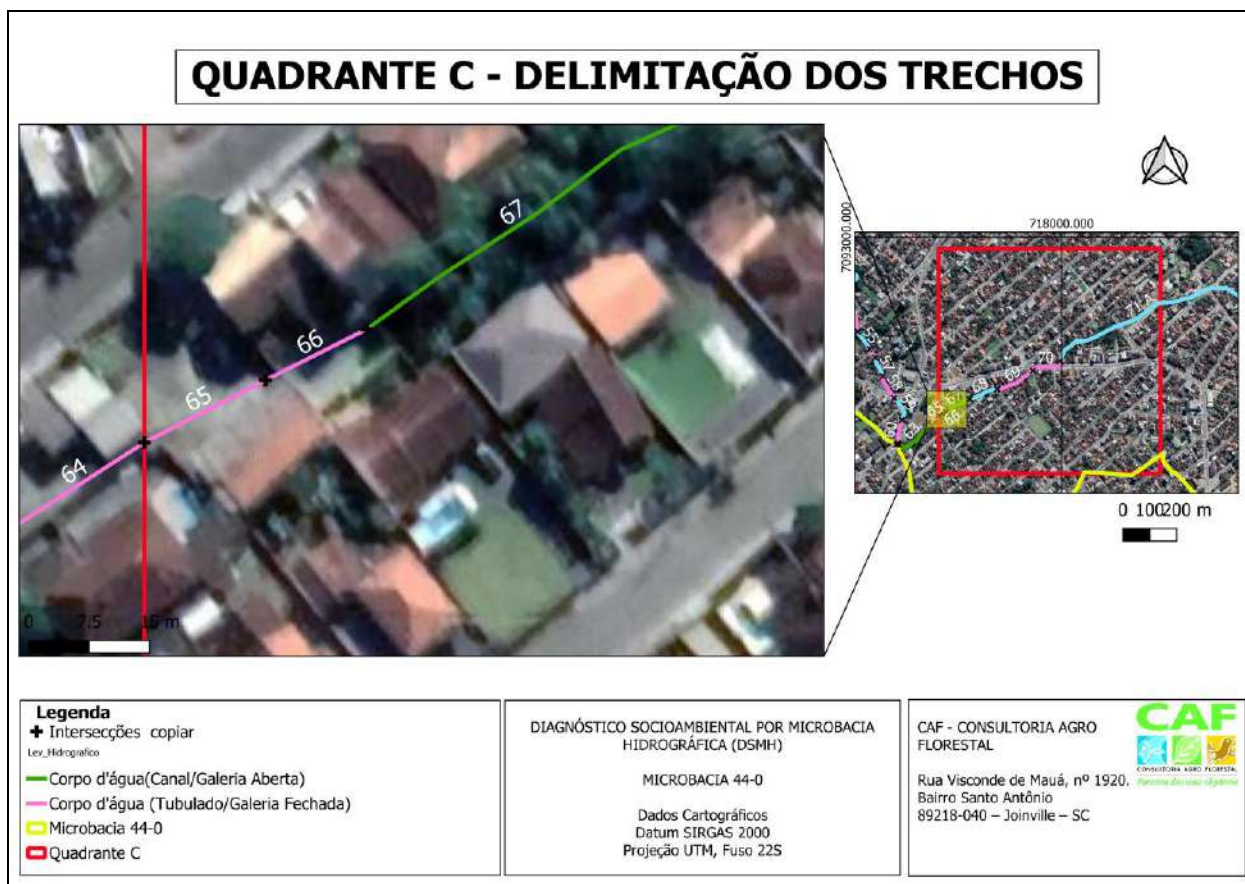 QUADRANTE C - DELIMITAÇÃO DOS TRECHOS
67
66
65
64
0 7.5 15 m
718000.000
7093000.000
71
70
69
68
67
66
65
63
0 100200 m
Legenda
Intersecções copiar
Lev_Hidrografico
Corpo d'água(Canal/Galeria Aberta)
Corpo d'água (Tubulado/Galeria Fechada)
Microbacia 44-0
Quadrante C
DIAGNÓSTICO SOCIOAMBIENTAL POR MICROBACIA
HIDROGRÁFICA (DSMH)
MICROBACIA 44-0
Dados Cartográficos
Datum SIRGAS 2000
Projeção UTM, Fuso 22S
CAF - CONSULTORIA AGRO
FLORESTAL
Rua Visconde de Mauá, nº 1920.
Bairro Santo Antônio
89218-040 – Joinville – SC
CAF
CONSULTORIA AGRO FLORESTAL